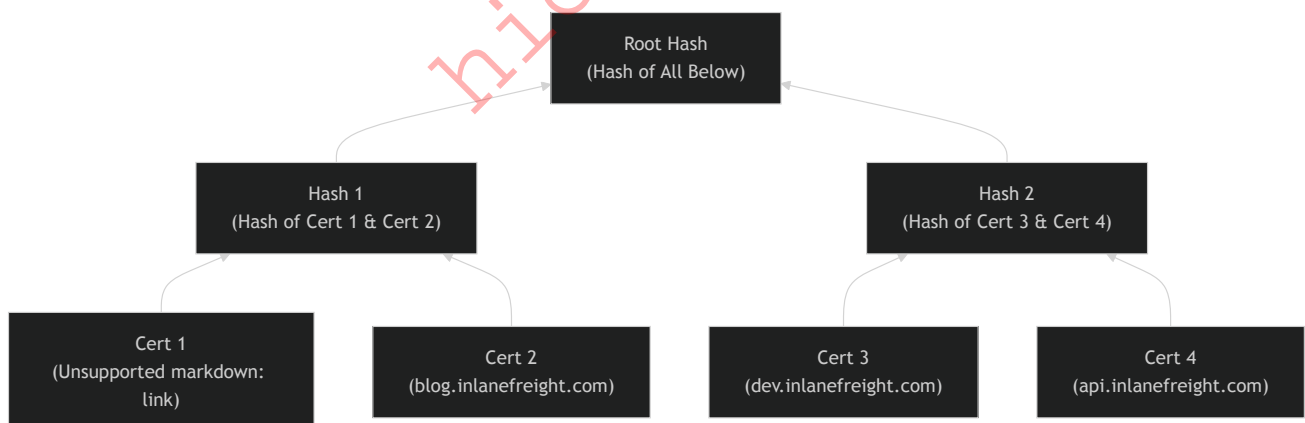 Root Hash
(Hash of All Below)
Hash 1
(Hash of Cert 1 & Cert 2)
Hash 2
(Hash of Cert 3 & Cert 4)
Cert 1
(Unsupported markdown:
link)
Cert 2
(blog.inlanefreight.com)
Cert 3
(dev.inlanefreight.com)
Cert 4
(api.inlanefreight.com)